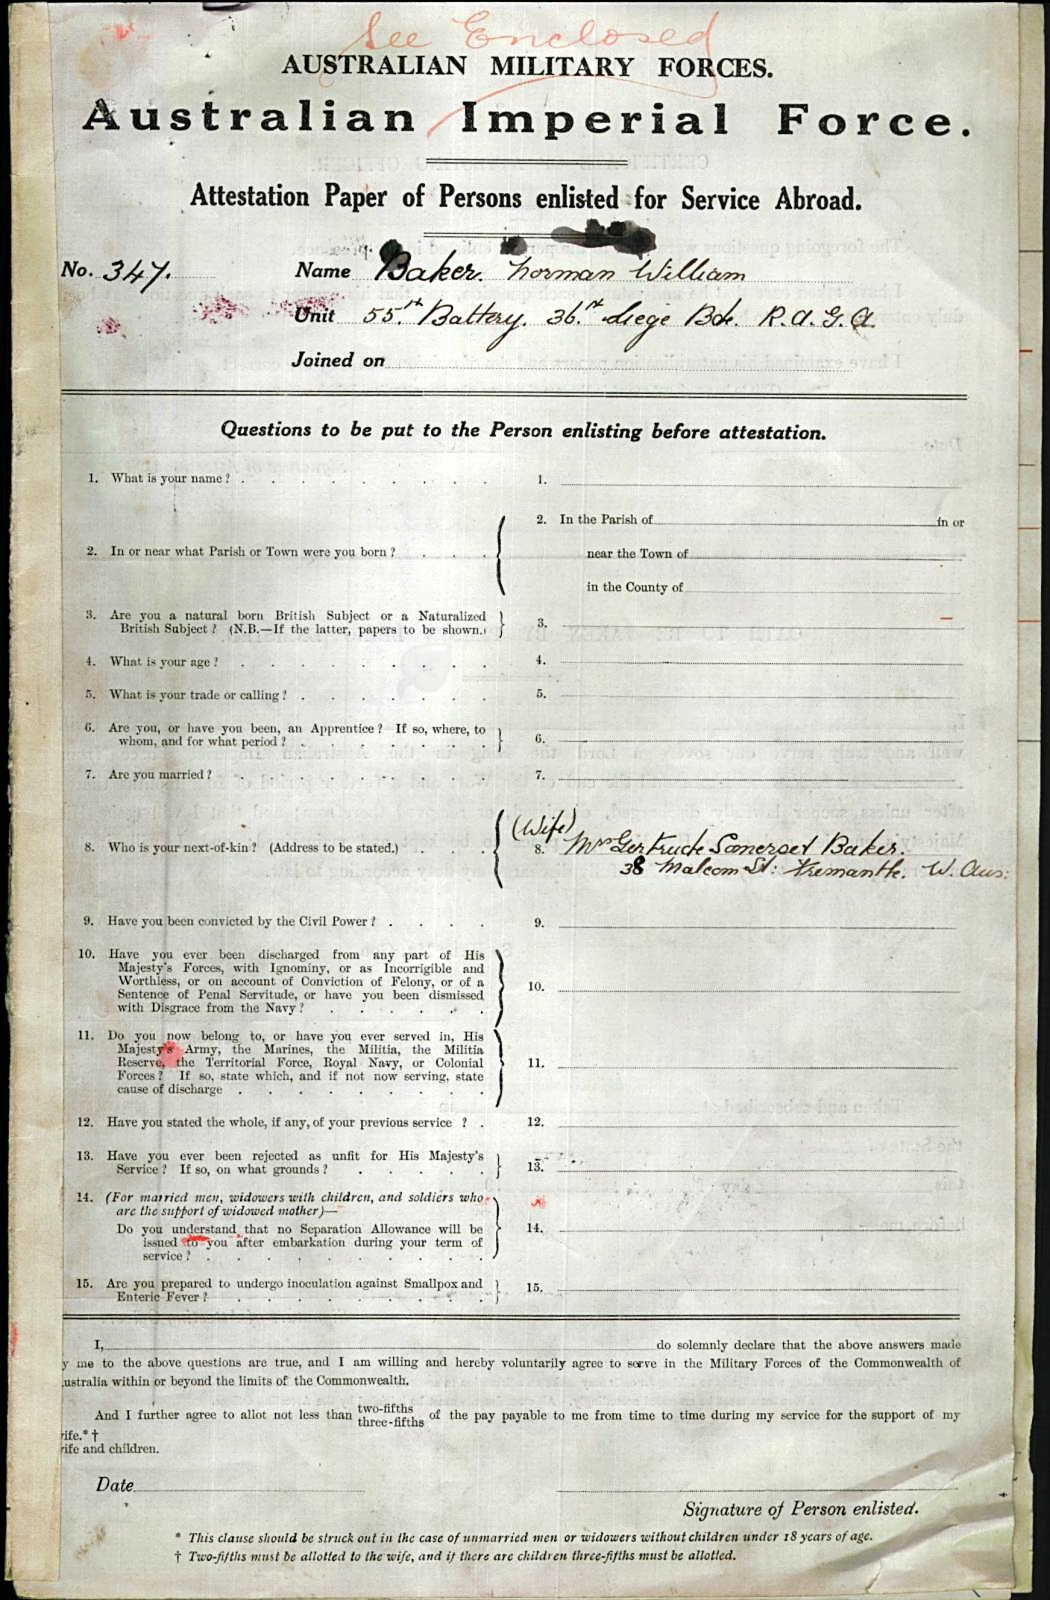 See Enclosed
AUSTRALIAN MILITARY FORCES.
Australian Imperial Force.
Attestation Paper of Persons enlisted for Service Abroad.
No. 347. Name Baker. Norman William
Unit 55th Battery. 36th Siege Bde. R.A.G.A.
Joined on
Questions to be put to the Person enlisting before attestation.
1. What is your name? 1.
2. In or near what Parish or Town were you born? 2. In the Parish of in or
near the Town of
in the County of
3. Are you a natural born British Subject or a Naturalized
British Subject? (N.B.—If the latter, papers to be shown.) 3.
4. What is your age? 4.
5. What is your trade or calling? 5.
6. Are you, or have you been, an Apprentice? If so, where, to
whom, and for what period? 6.
7. Are you married? 7.
(Wife)
8. Who is your next-of-kin? (Address to be stated.) 8. Mrs Gertrude Somerset Baker.
38 Malcom St: Fremantle. W. Aus:
9. Have you been convicted by the Civil Power? 9.
10. Have you ever been discharged from any part of His
Majesty's Forces, with Ignominy, or as Incorrigible and
Worthless, or on account of Conviction of Felony, or of a
Sentence of Penal Servitude, or have you been dismissed
with Disgrace from the Navy? 10.
11. Do you now belong to, or have you ever served in, His
Majesty's Army, the Marines, the Militia, the Militia
Reserve, the Territorial Force, Royal Navy, or Colonial
Forces? If so, state which, and if not now serving, state
cause of discharge 11.
12. Have you stated the whole, if any, of your previous service? 12.
13. Have you ever been rejected as unfit for His Majesty's
Service? If so, on what grounds? 13.
14. (For married men, widowers with children, and soldiers who
are the support of widowed mother)—
Do you understand that no Separation Allowance will be
issued to you after embarkation during your term of
service? 14.
15. Are you prepared to undergo inoculation against Smallpox and
Enteric Fever? 15.
I, do solemnly declare that the above answers made
y me to the above questions are true, and I am willing and hereby voluntarily agree to serve in the Military Forces of the Commonwealth of
ustralia within or beyond the limits of the Commonwealth.
And I further agree to allot not less than two-fifths three-fifths of the pay payable to me from time to time during my service for the support of my
ife.*†
ife and children.
Date
Signature of Person enlisted.
* This clause should be struck out in the case of unmarried men or widowers without children under 18 years of age.
† Two-fifths must be allotted to the wife, and if there are children three-fifths must be allotted.